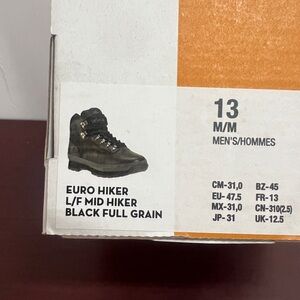 13
M/M
MEN'S/HOMMES
EURO HIKER
L/F MID HIKER
BLACK FULL GRAIN
CM-31,0 BZ-45
EU- 47.5 FR-13
MX-31,0 CN-310(2.5)
JP- 31 UK-12.5